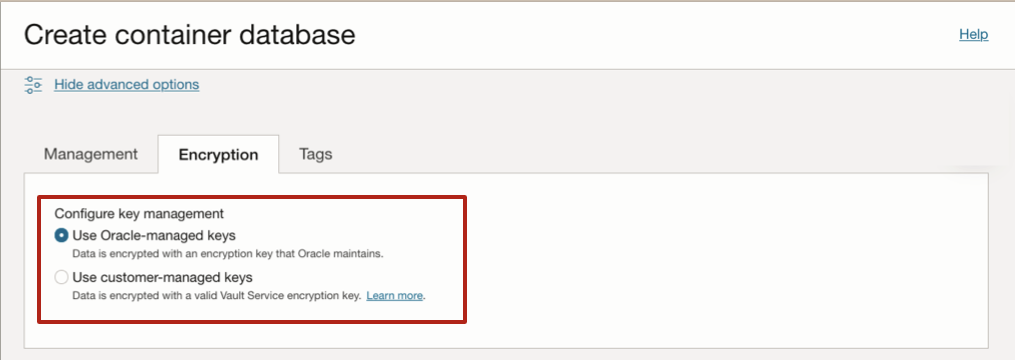 Create container database
Help
Hide advanced options
Management
Encryption
Tags
Configure key management
Use Oracle-managed keys
Data is encrypted with an encryption key that Oracle maintains.
Use customer-managed keys
Data is encrypted with a valid Vault Service encryption key. Learn more.